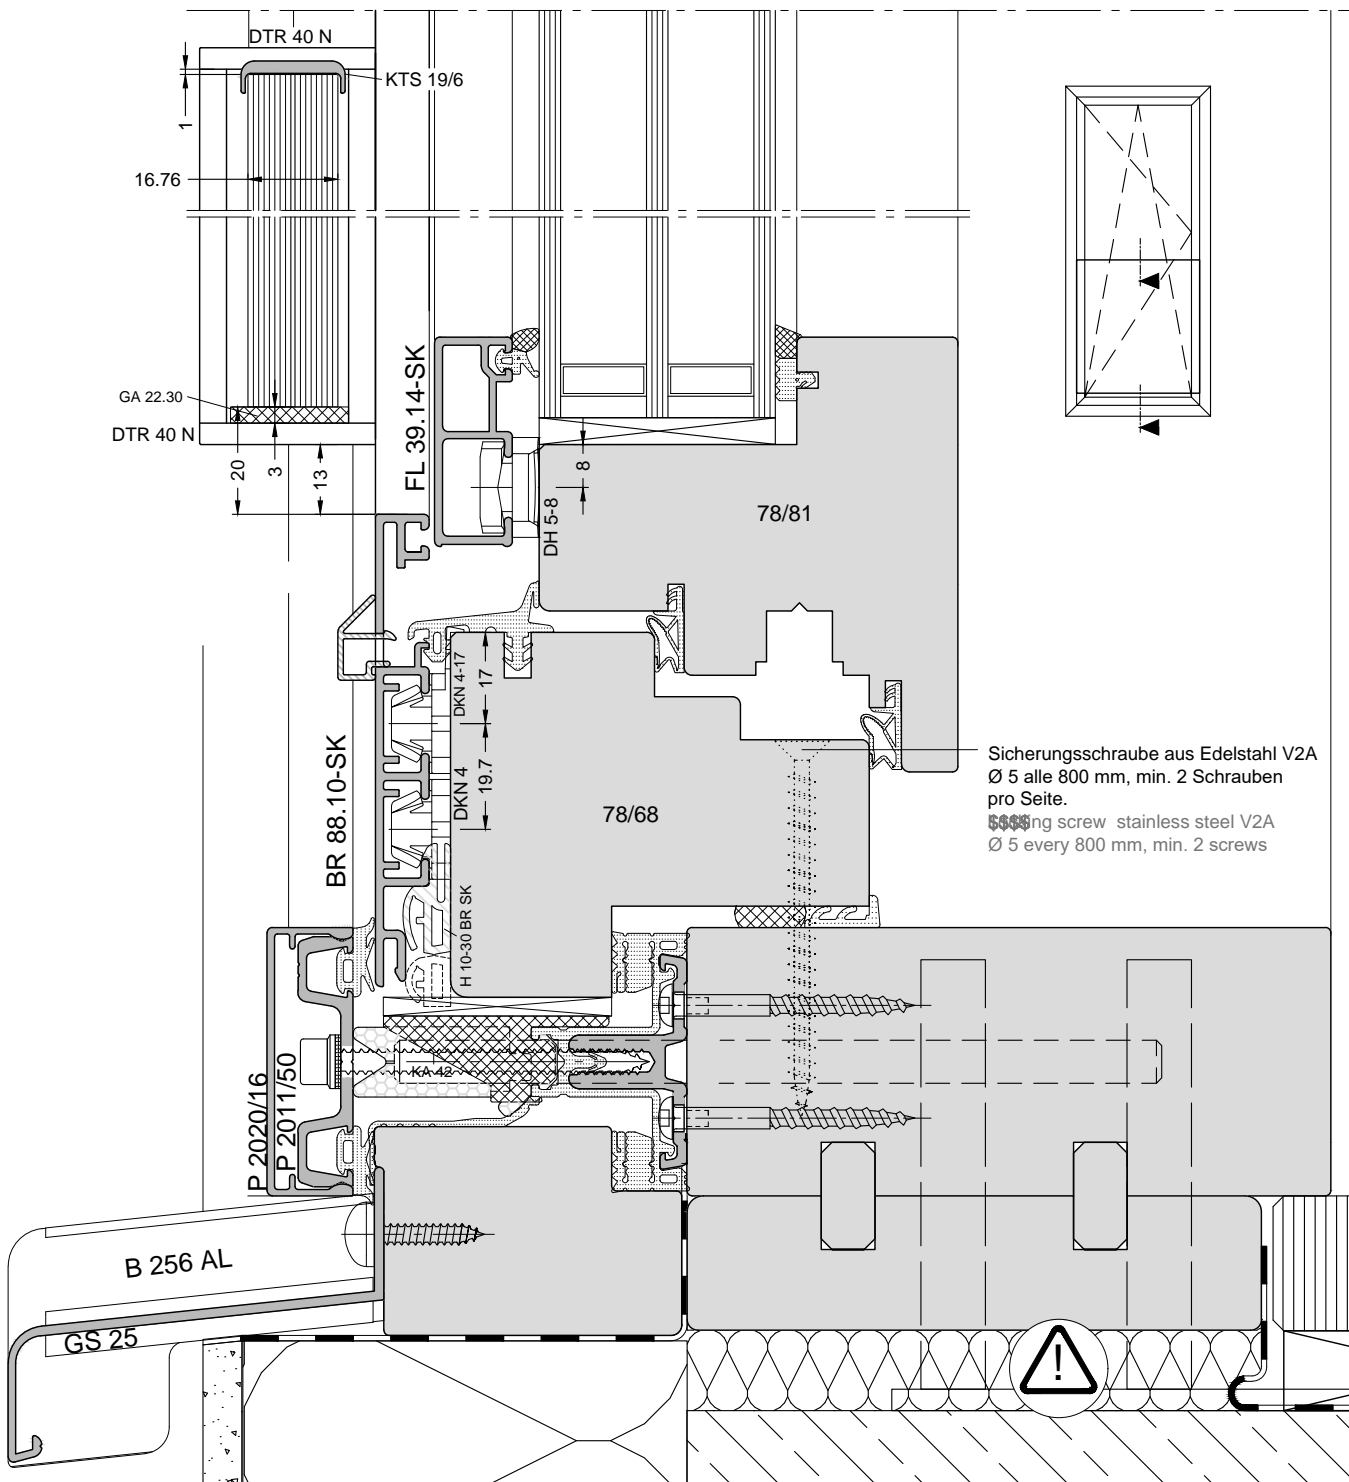 DTR 40 N
KTS 19/6
1
16.76
GA 22.30
DTR 40 N
20
3
13
FL 39.14-SK
8
DH 5-8
78/81
DKN 4-17
17
DKN 4
19.7
BR 88.10-SK
78/68
H 10-30 BR SK
Sicherungsschraube aus Edelstahl V2A
Ø 5 alle 800 mm, min. 2 Schrauben
pro Seite.
ing screw stainless steel V2A
Ø 5 every 800 mm, min. 2 screws
KA 42
P 2020/16
P 2011/50
B 256 AL
GS 25
!